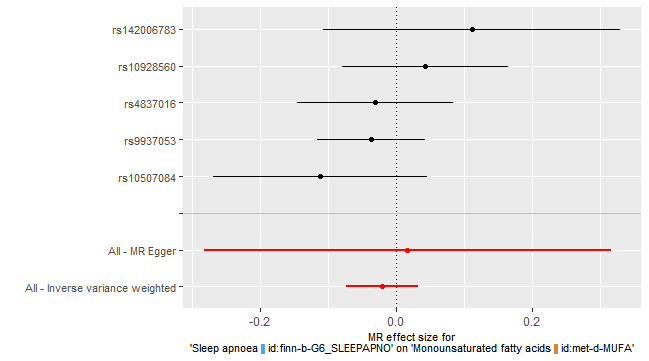 rs142006783
rs10928560
rs4837016
rs9937053
rs10507084
All - MR Egger
All - Inverse variance weighted
-0.2 0.0 0.2
MR effect size for
'Sleep apnoea || id:finn-b-G6_SLEEPAPNO' on 'Monounsaturated fatty acids || id:met-d-MUFA'